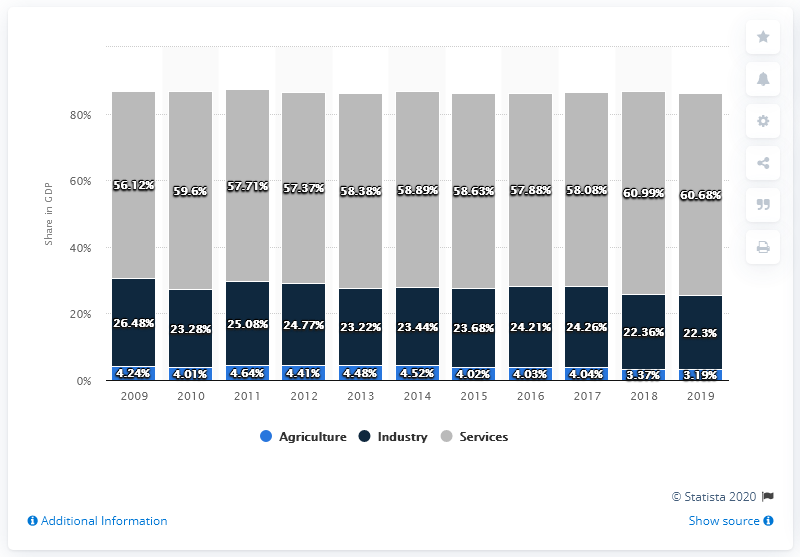 80%
60%
40%
20%
0%
Share in GDP
56.12% 59.6% 57.71% 57.37% 58.38% 58.89% 58.63% 57.88% 58.08% 60.99% 60.68%
26.48% 23.28% 25.08% 24.77% 23.22% 23.44% 23.68% 24.21% 24.26% 22.36% 22.3%
4.24% 4.01% 4.64% 4.41% 4.48% 4.52% 4.02% 4.03% 4.04% 3.37% 3.19%
2009 2010 2011 2012 2013 2014 2015 2016 2017 2018 2019
Agriculture Industry Services
© Statista 2020
Additional Information Show source